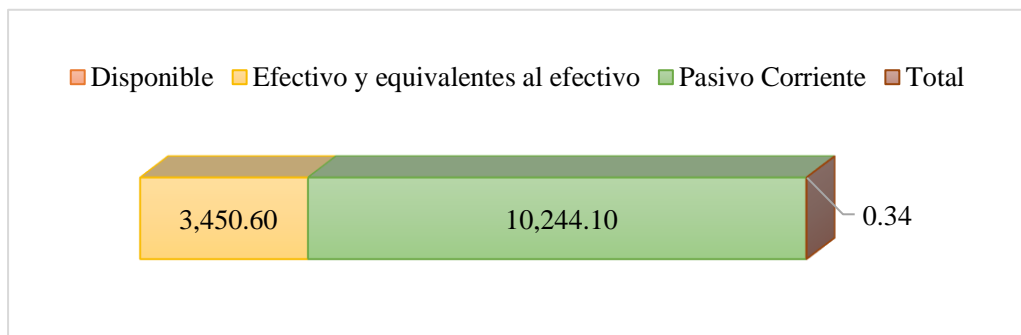 Disponible Efectivo y equivalentes al efectivo Pasivo Corriente Total
3,450.60 10,244.10 0.34